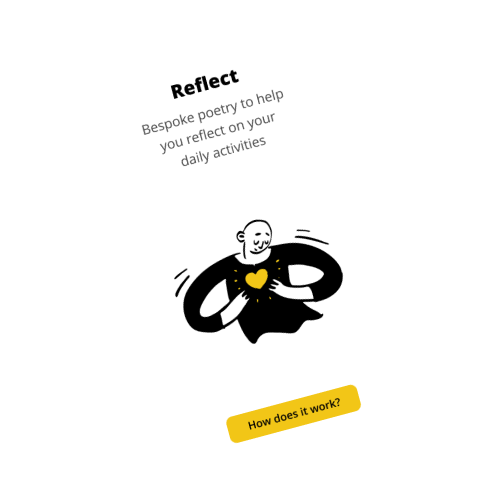 Reflect
Bespoke poetry to help
you reflect on your
daily activities
How does it work?